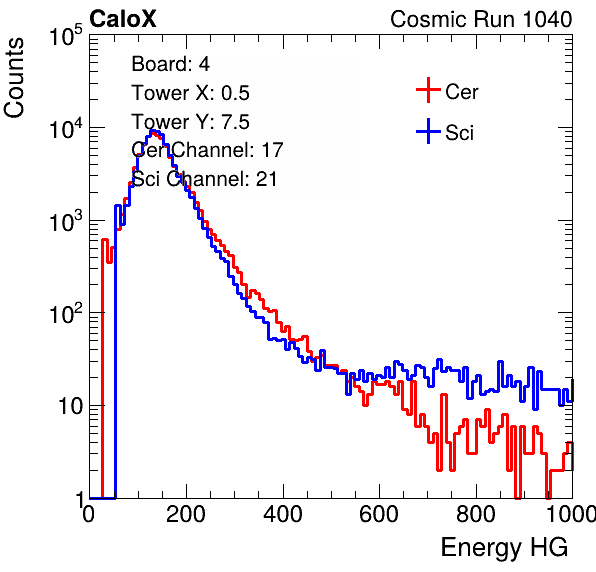 CaloX Cosmic Run 1040
Counts
10^5
10^4
10^3
10^2
10
1
Board: 4
Tower X: 0.5
Tower Y: 7.5
Cer Channel: 17
Sci Channel: 21
Cer
Sci
0 200 400 600 800 1000
Energy HG